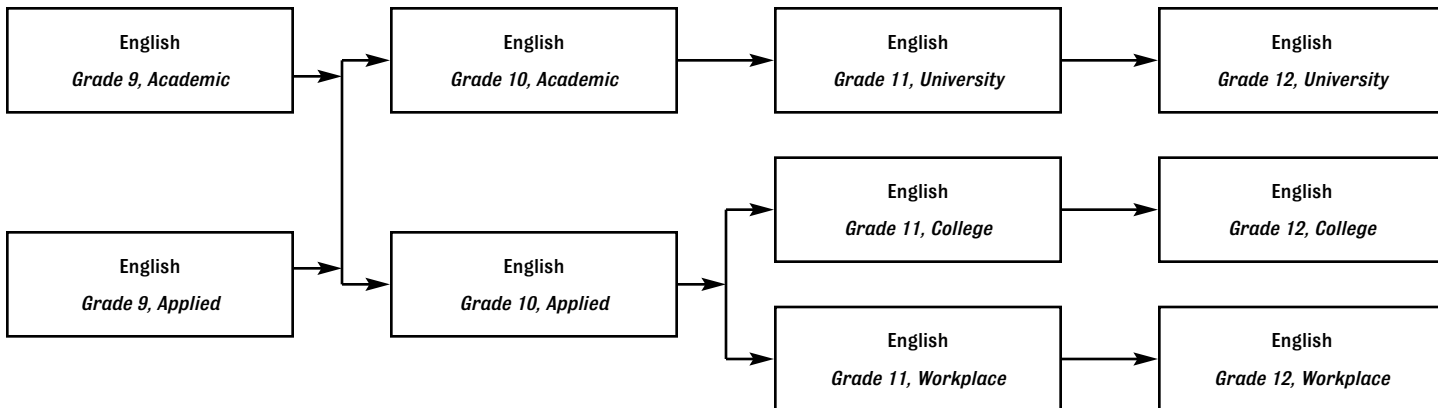 English
Grade 9, Academic
English
Grade 10, Academic
English
Grade 11, University
English
Grade 12, University
English
Grade 9, Applied
English
Grade 10, Applied
English
Grade 11, College
English
Grade 12, College
English
Grade 11, Workplace
English
Grade 12, Workplace